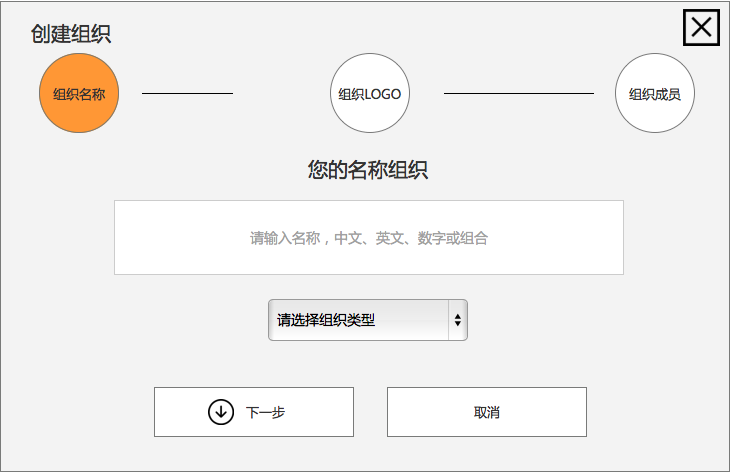 创建组织
组织名称
组织LOGO
组织成员
您的名称组织
请输入名称，中文、英文、数字或组合
请选择组织类型
下一步
取消